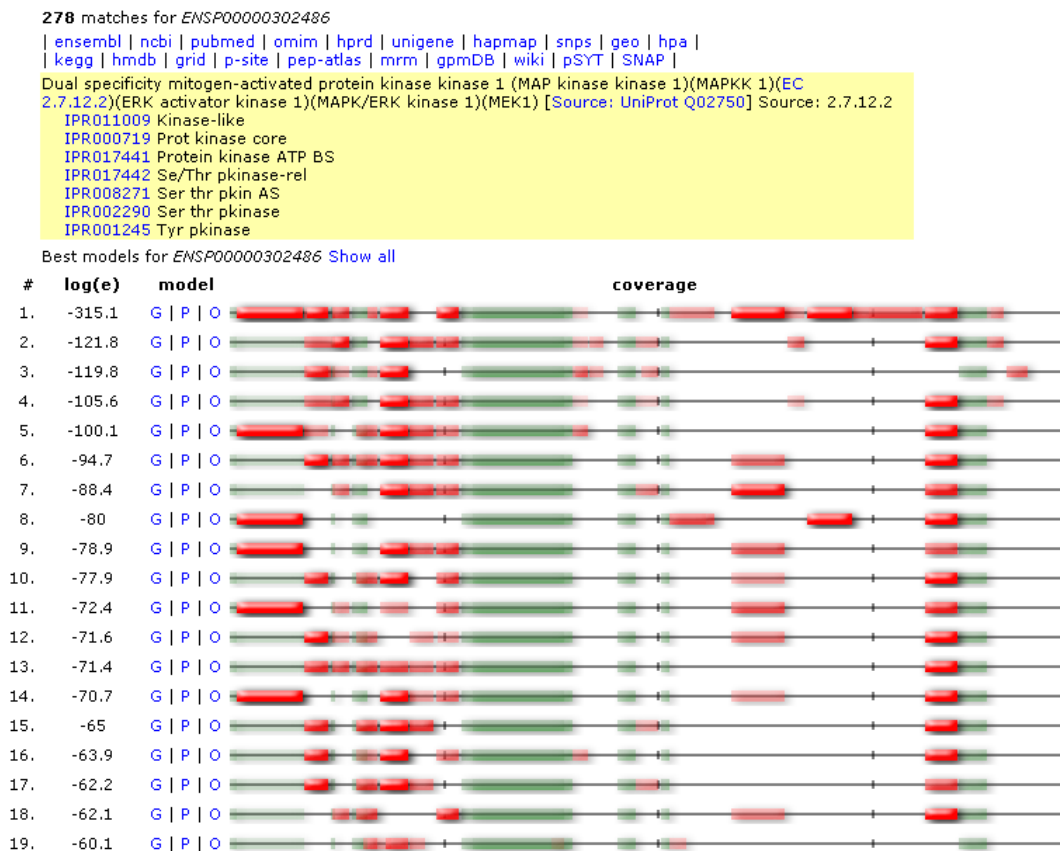 278 matches for ENSP00000302486
| ensembl | ncbi | pubmed | omim | hprd | unigene | hapmap | snps | geo | hpa |
| kegg | hmdb | grid | p-site | pep-atlas | mrm | gpmDB | wiki | pSYT | SNAP |
Dual specificity mitogen-activated protein kinase kinase 1 (MAP kinase kinase 1)(MAPKK 1)(EC
2.7.12.2)(ERK activator kinase 1)(MAPK/ERK kinase 1)(MEK1) [Source: UniProt Q02750] Source: 2.7.12.2
IPR011009 Kinase-like
IPR000719 Prot kinase core
IPR017441 Protein kinase ATP BS
IPR017442 Se/Thr pkinase-rel
IPR008271 Ser thr pkin AS
IPR002290 Ser thr pkinase
IPR001245 Tyr pkinase
Best models for ENSP00000302486 Show all
# log(e) model coverage
1. -315.1 G | P | O
2. -121.8 G | P | O
3. -119.8 G | P | O
4. -105.6 G | P | O
5. -100.1 G | P | O
6. -94.7 G | P | O
7. -88.4 G | P | O
8. -80 G | P | O
9. -78.9 G | P | O
10. -77.9 G | P | O
11. -72.4 G | P | O
12. -71.6 G | P | O
13. -71.4 G | P | O
14. -70.7 G | P | O
15. -65 G | P | O
16. -63.9 G | P | O
17. -62.2 G | P | O
18. -62.1 G | P | O
19. -60.1 G | P | O